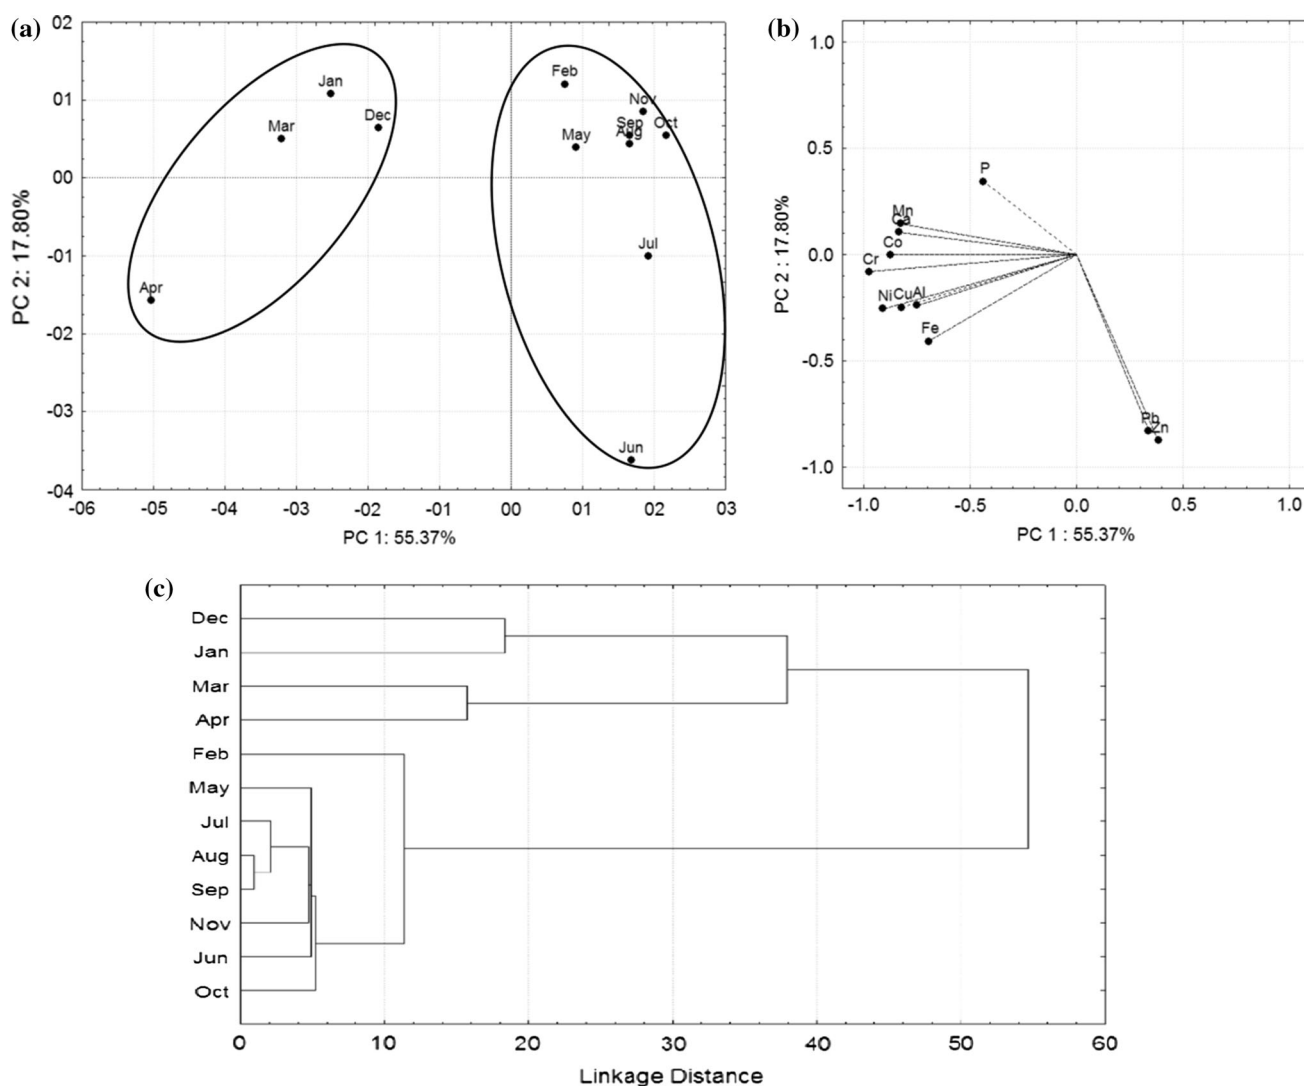 (a)
02
01
00
-01
-02
-03
-04
PC 2: 17.80%
Jan
Mar
Dec
Apr
Feb
Nov
Sep
Aug
Oct
May
Jul
Jun
-06 -05 -04 -03 -02 -01 00 01 02 03
PC 1: 55.37%
(b)
1.0
0.5
0.0
-0.5
-1.0
PC 2 : 17.80%
P
Mn
Ca
Co
Cr
Ni Cu Al
Fe
Pb
Zn
-1.0 -0.5 0.0 0.5 1.0
PC 1 : 55.37%
(c)
Dec
Jan
Mar
Apr
Feb
May
Jul
Aug
Sep
Nov
Jun
Oct
0 10 20 30 40 50 60
Linkage Distance